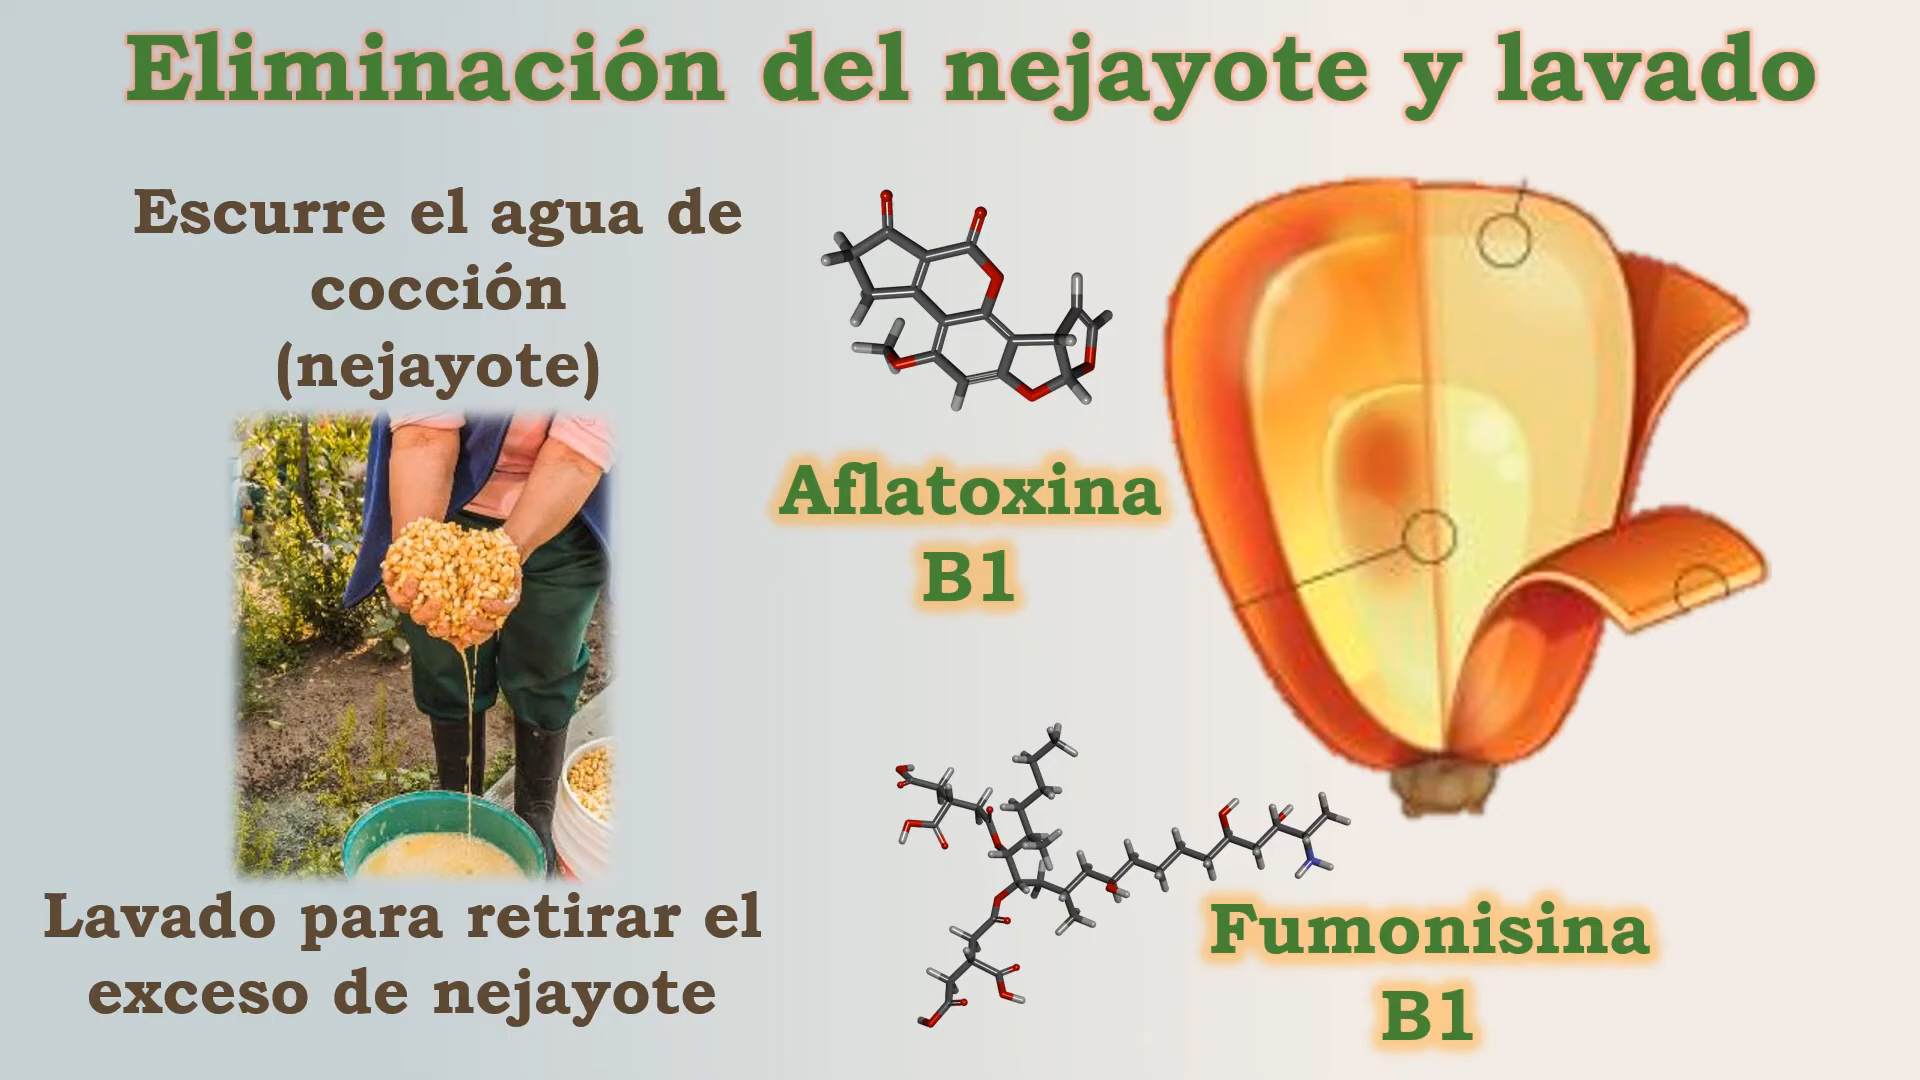 Eliminación del nejayote y lavado
Escurre el agua de
cocción
(nejayote)
Lavado para retirar el
exceso de nejayote
Aflatoxina
B1
Fumonisina
B1